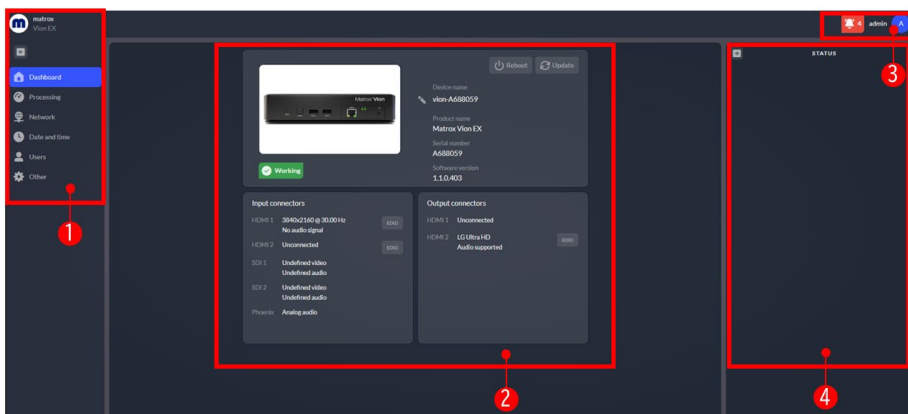 matrox
Vion EX
Dashboard
Processing
Network
Date and time
Users
Other
1
Matrox Vion
Working
Reboot
Update
Device name
vion-A688059
Product name
Matrox Vion EX
Serial number
A688059
Software version
1.1.0.403
Input connectors
HDMI 1 3840x2160 @ 30.00 Hz EDID
No audio signal
HDMI 2 Unconnected EDID
SDI 1 Undefined video
Undefined audio
SDI 2 Undefined video
Undefined audio
Phoenix Analog audio
Output connectors
HDMI 1 Unconnected
HDMI 2 LG Ultra HD EDID
Audio supported
2
4 admin A
3
STATUS
4